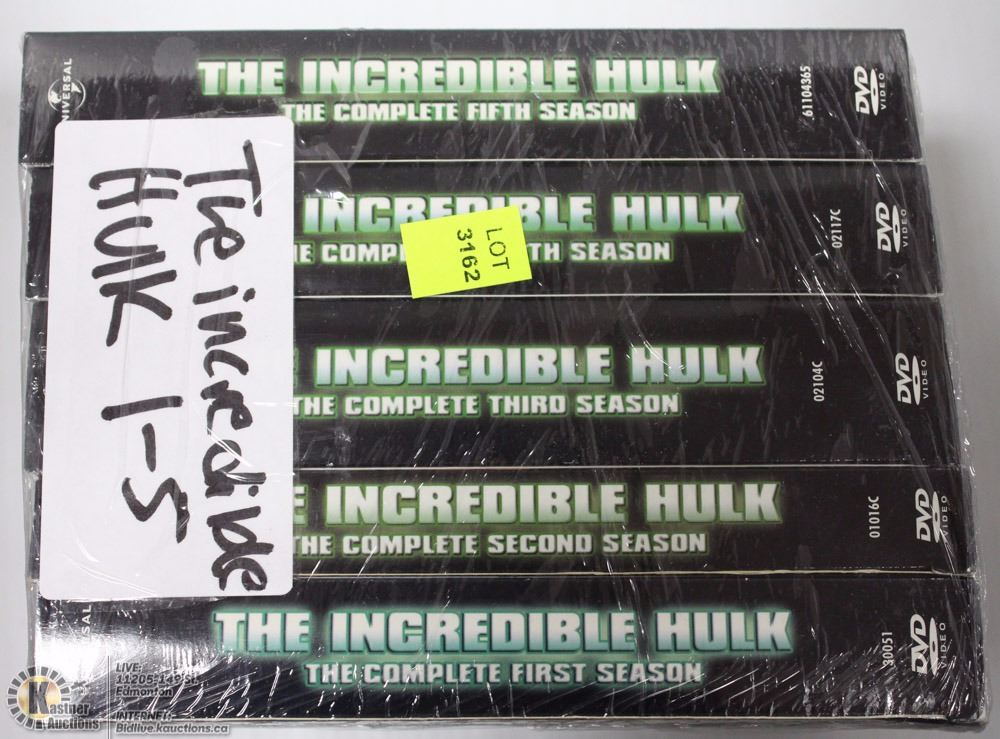 UNIVERSAL
THE INCREDIBLE HULK
THE COMPLETE FIFTH SEASON
61104365
DVD
VIDEO
The incredible
HULK 1-5
INCREDIBLE HULK
LOT
3162
SEASON
02117C
DVD
VIDEO
INCREDIBLE HULK
THE COMPLETE THIRD SEASON
02104C
DVD
VIDEO
E INCREDIBLE HULK
THE COMPLETE SECOND SEASON
01016C
DVD
VIDEO
SAL
THE INCREDIBLE HULK
THE COMPLETE FIRST SEASON
30051
DVD
VIDEO
K
Kastner
Auctions
LIVE:
11205-149 St.
Edmonton
INTERNET:
Bidlive.kauctions.ca